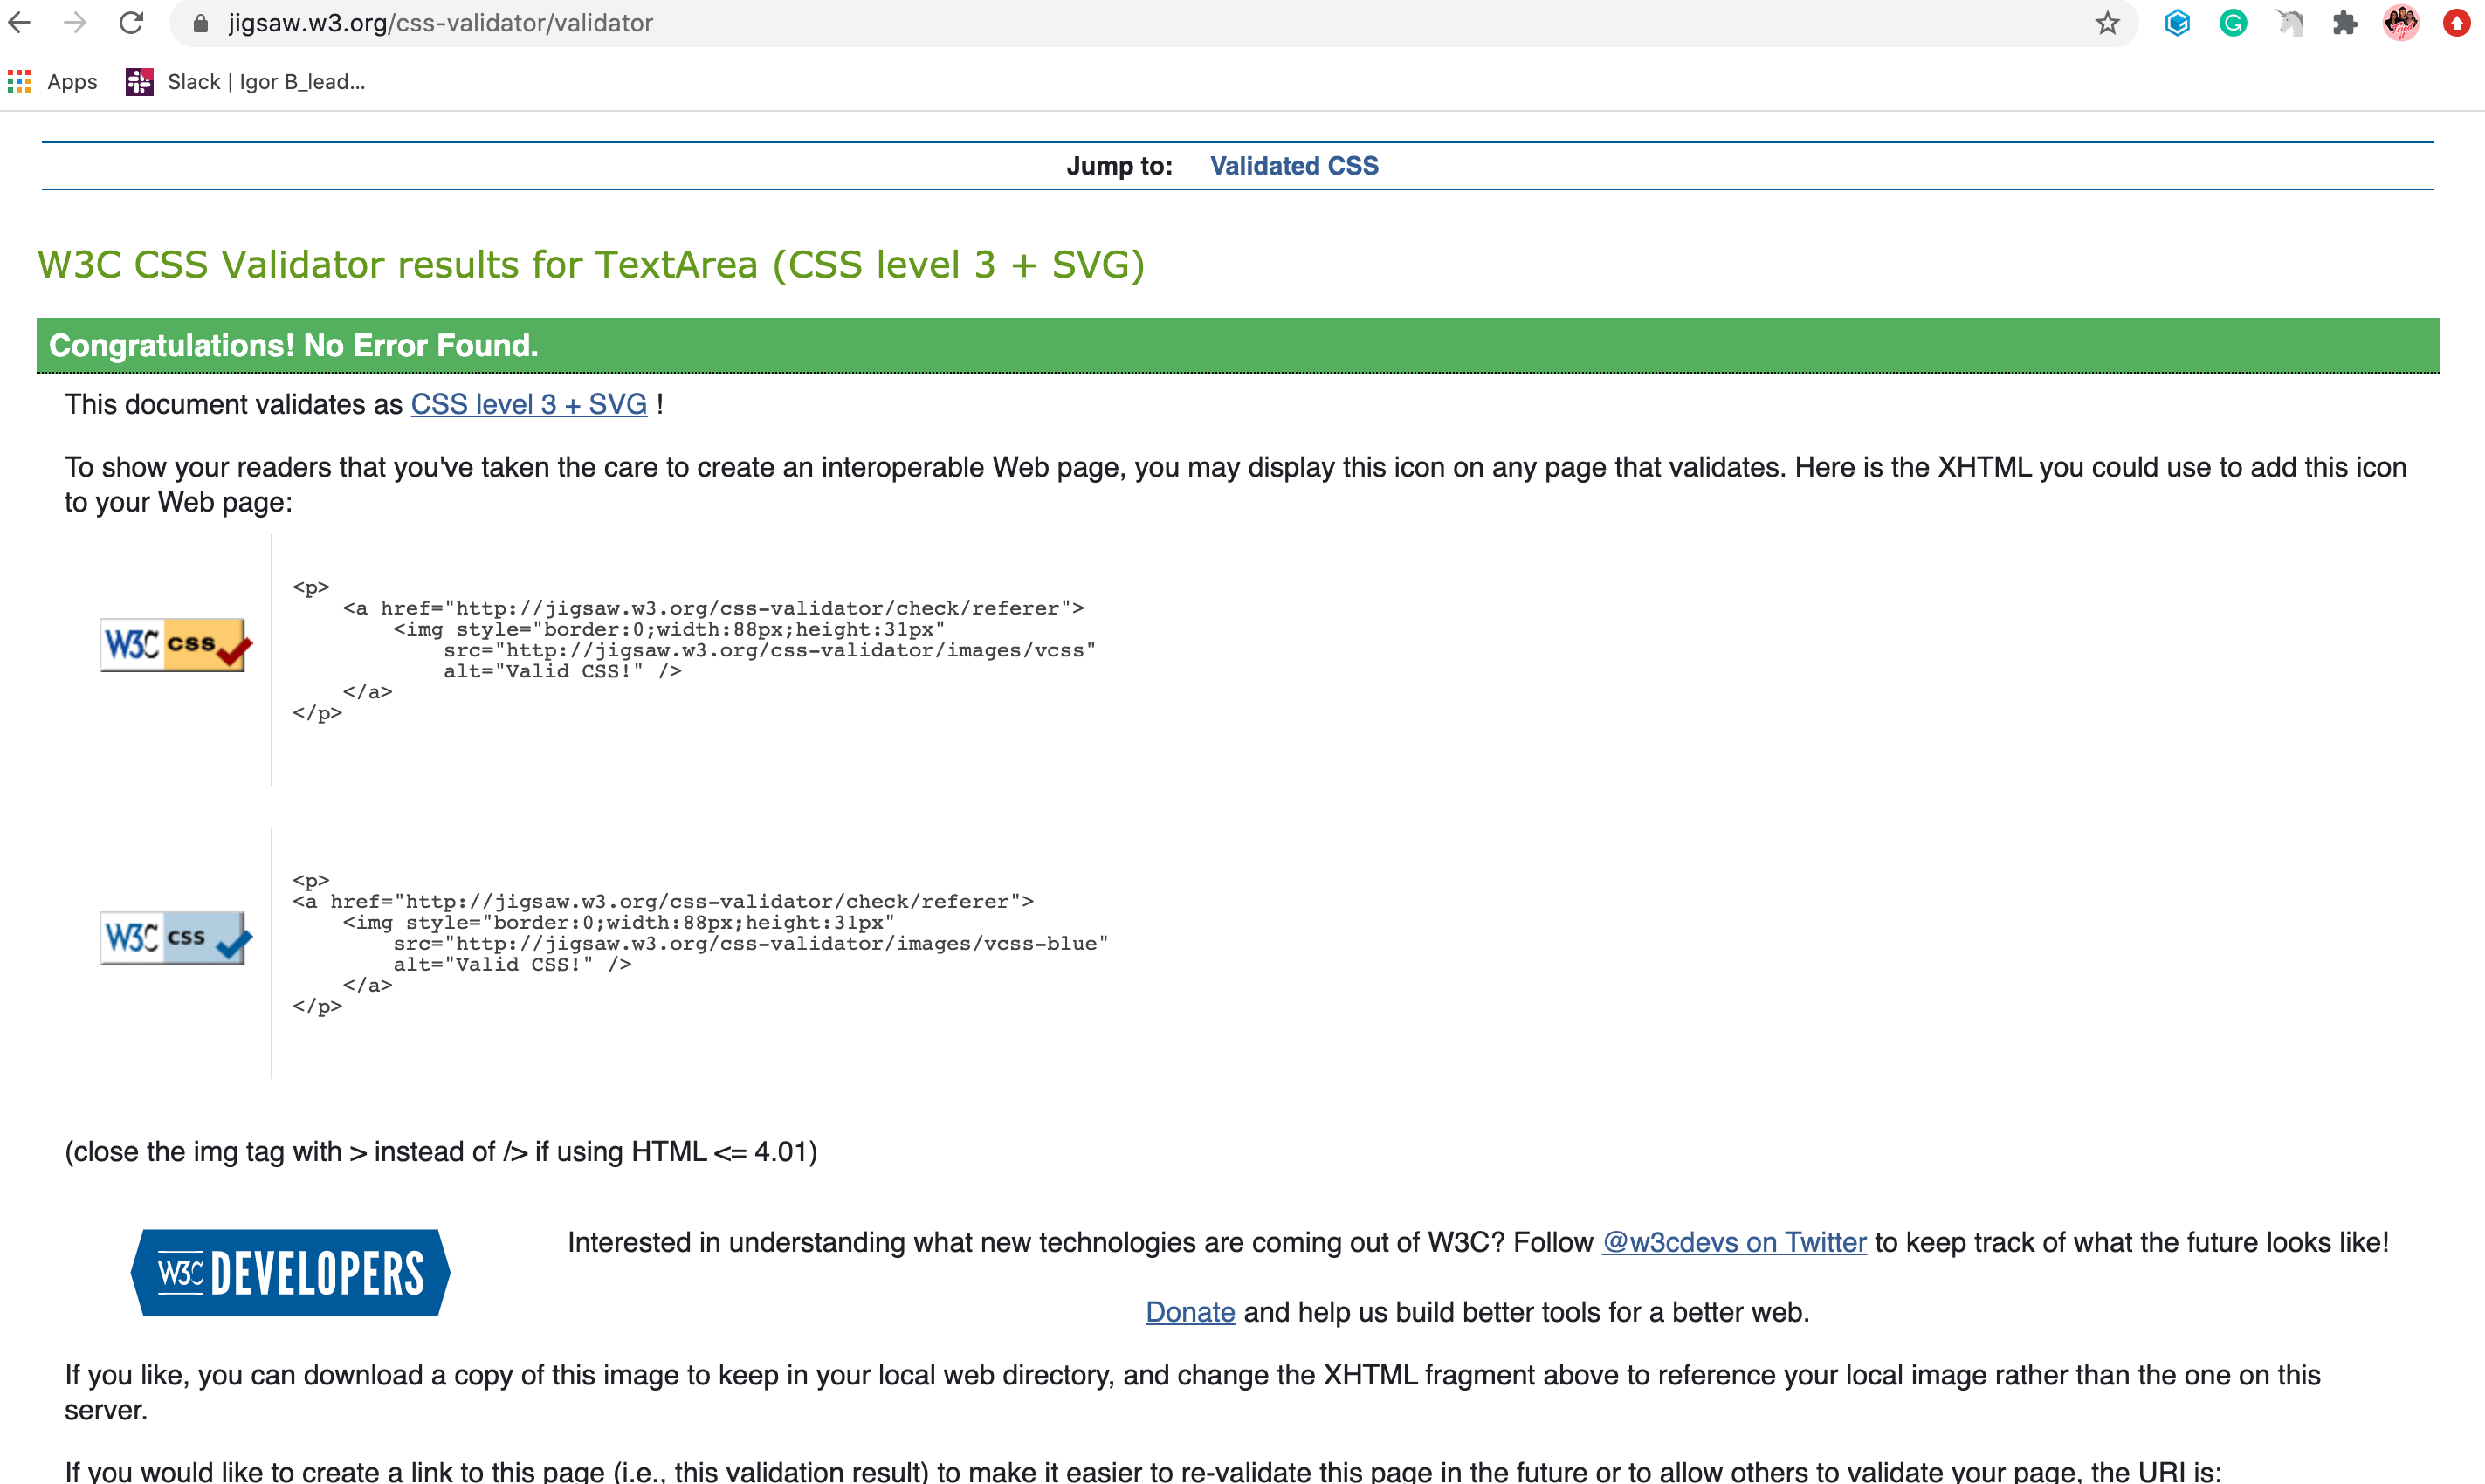 jigsaw.w3.org/css-validator/validator
Apps
Slack | Igor B_lead...
Jump to: Validated CSS
W3C CSS Validator results for TextArea (CSS level 3 + SVG)
Congratulations! No Error Found.
This document validates as CSS level 3 + SVG !
To show your readers that you've taken the care to create an interoperable Web page, you may display this icon on any page that validates. Here is the XHTML you could use to add this icon
to your Web page:
W3C css
<p>
    <a href="http://jigsaw.w3.org/css-validator/check/referer">
        <img style="border:0;width:88px;height:31px"
            src="http://jigsaw.w3.org/css-validator/images/vcss"
            alt="Valid CSS!" />
    </a>
</p>
W3C css
<p>
<a href="http://jigsaw.w3.org/css-validator/check/referer">
    <img style="border:0;width:88px;height:31px"
        src="http://jigsaw.w3.org/css-validator/images/vcss-blue"
        alt="Valid CSS!" />
    </a>
</p>
(close the img tag with > instead of /> if using HTML <= 4.01)
W3C DEVELOPERS
Interested in understanding what new technologies are coming out of W3C? Follow @w3cdevs on Twitter to keep track of what the future looks like!
Donate and help us build better tools for a better web.
If you like, you can download a copy of this image to keep in your local web directory, and change the XHTML fragment above to reference your local image rather than the one on this
server.
If you would like to create a link to this page (i.e., this validation result) to make it easier to re-validate this page in the future or to allow others to validate your page, the URI is: